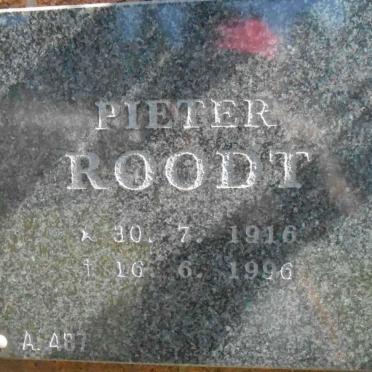 PIETER
ROODT
* 30. 7. 1916
† 16. 6. 1996
A. 487